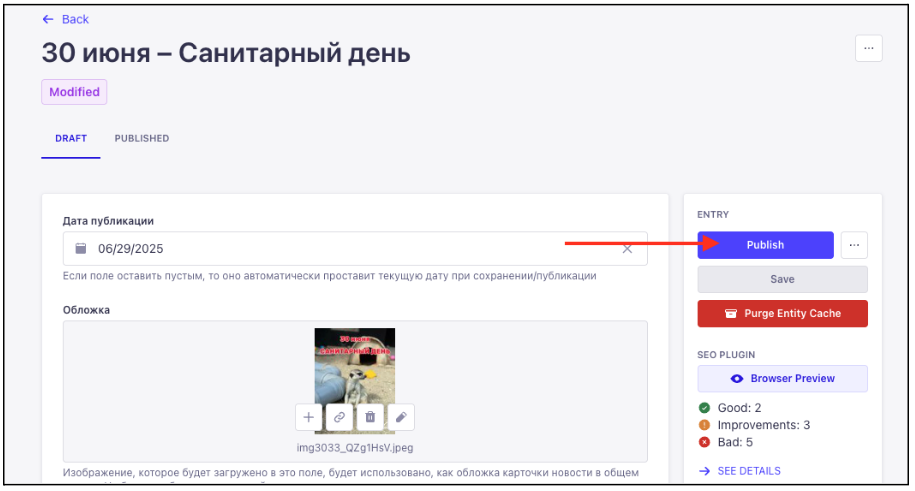 Back
30 июня – Санитарный день
Modified
DRAFT PUBLISHED
Дата публикации
06/29/2025
Если поле оставить пустым, то оно автоматически проставит текущую дату при сохранении/публикации
Обложка
30 июня
САНИТАРНЫЙ ДЕНЬ
img3033_QZg1HsV.jpeg
Изображение, которое будет загружено в это поле, будет использовано, как обложка карточки новости в общем
ENTRY
Publish
Save
Purge Entity Cache
SEO PLUGIN
Browser Preview
Good: 2
Improvements: 3
Bad: 5
SEE DETAILS